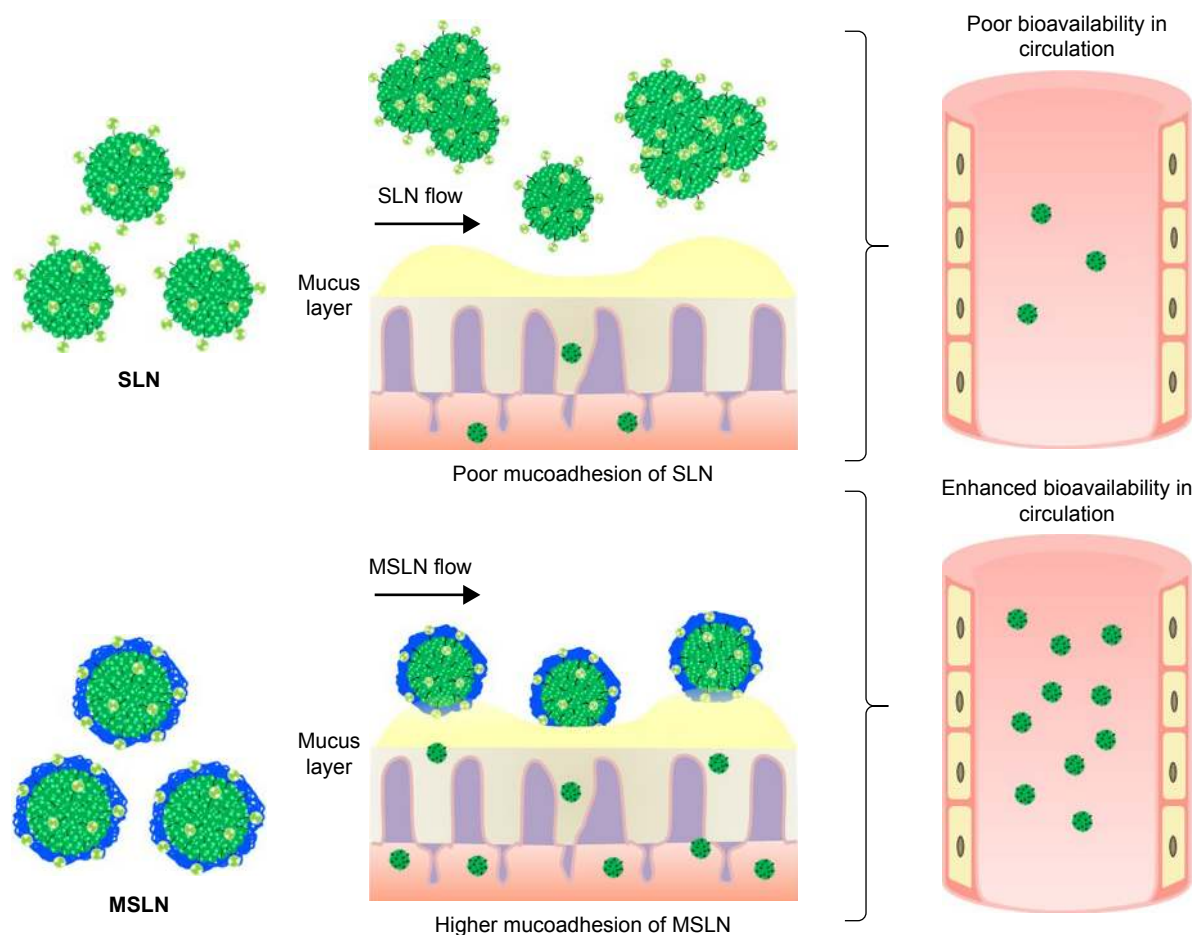 Poor bioavailability in
circulation
SLN flow
Mucus
layer
SLN
Poor mucoadhesion of SLN
Enhanced bioavailability in
circulation
MSLN flow
Mucus
layer
MSLN
Higher mucoadhesion of MSLN